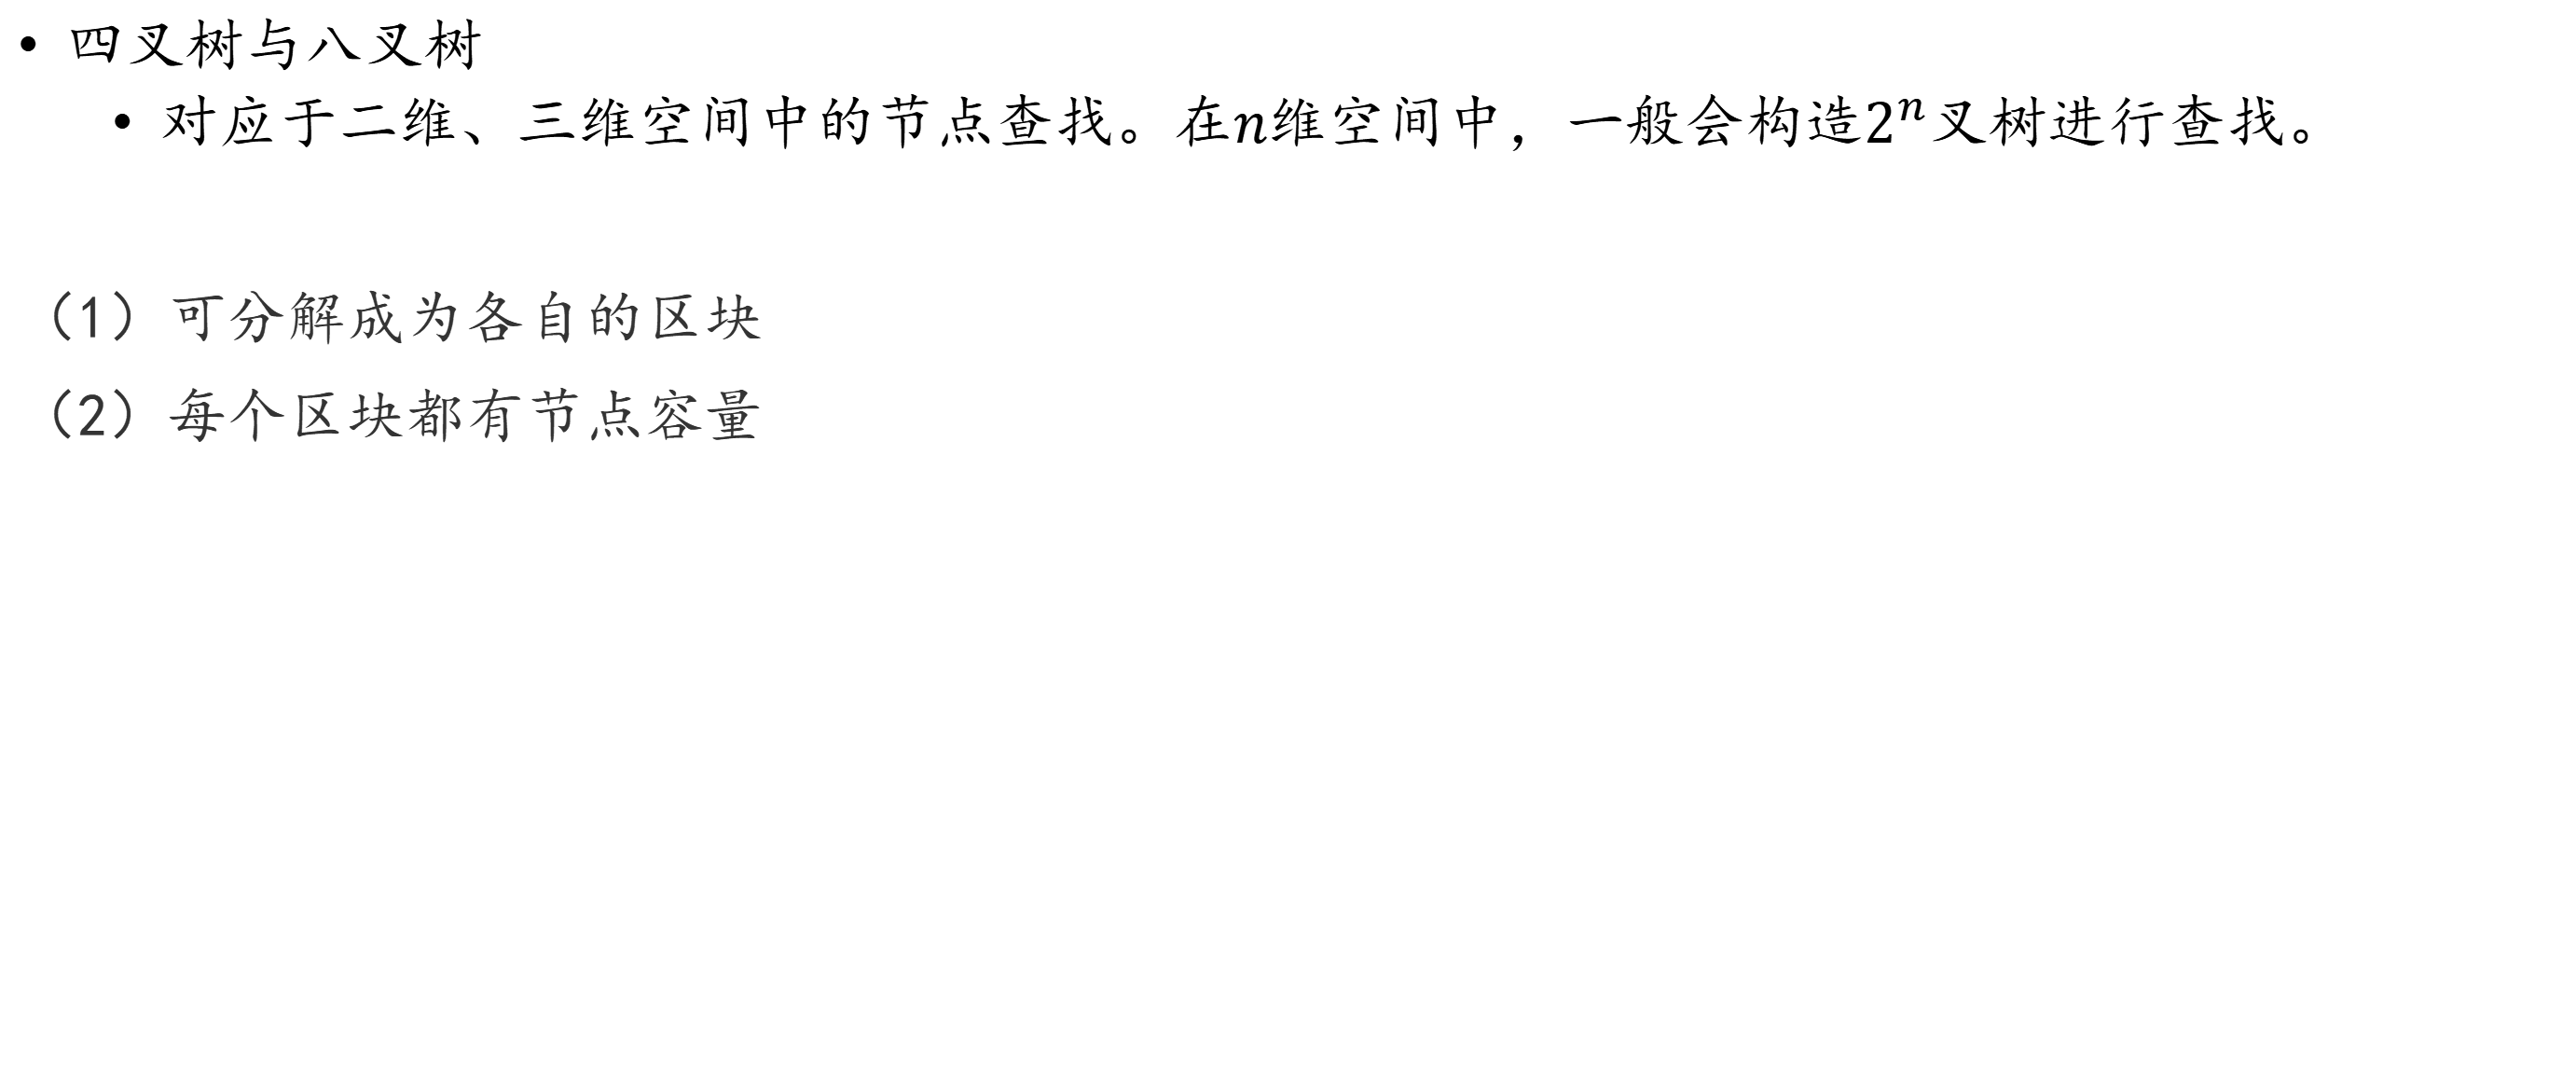 • 四叉树与八叉树
• 对应于二维、三维空间中的节点查找。在n维空间中，一般会构造2ⁿ叉树进行查找。
（1）可分解成为各自的区块
（2）每个区块都有节点容量